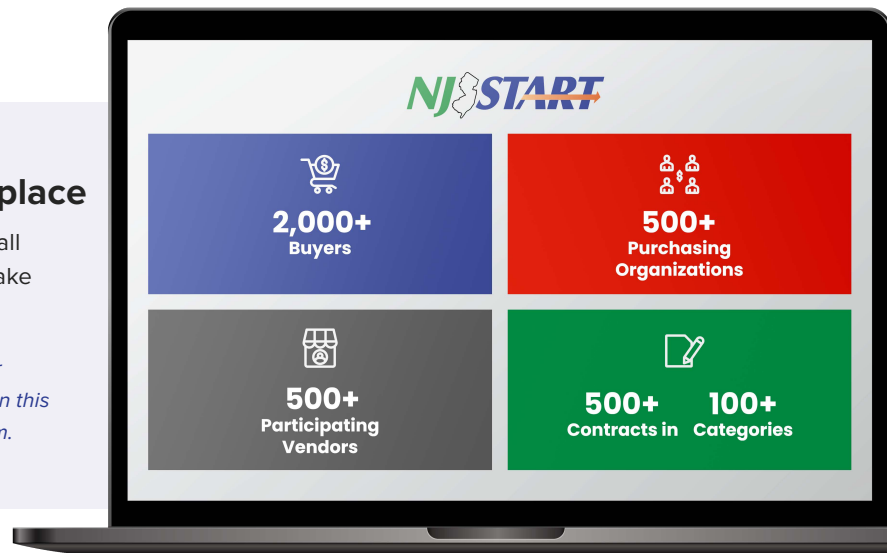 place
all
ake
n this
n.
NJSTART
2,000+
Buyers
500+
Purchasing
Organizations
500+
Participating
Vendors
500+ 100+
Contracts in Categories